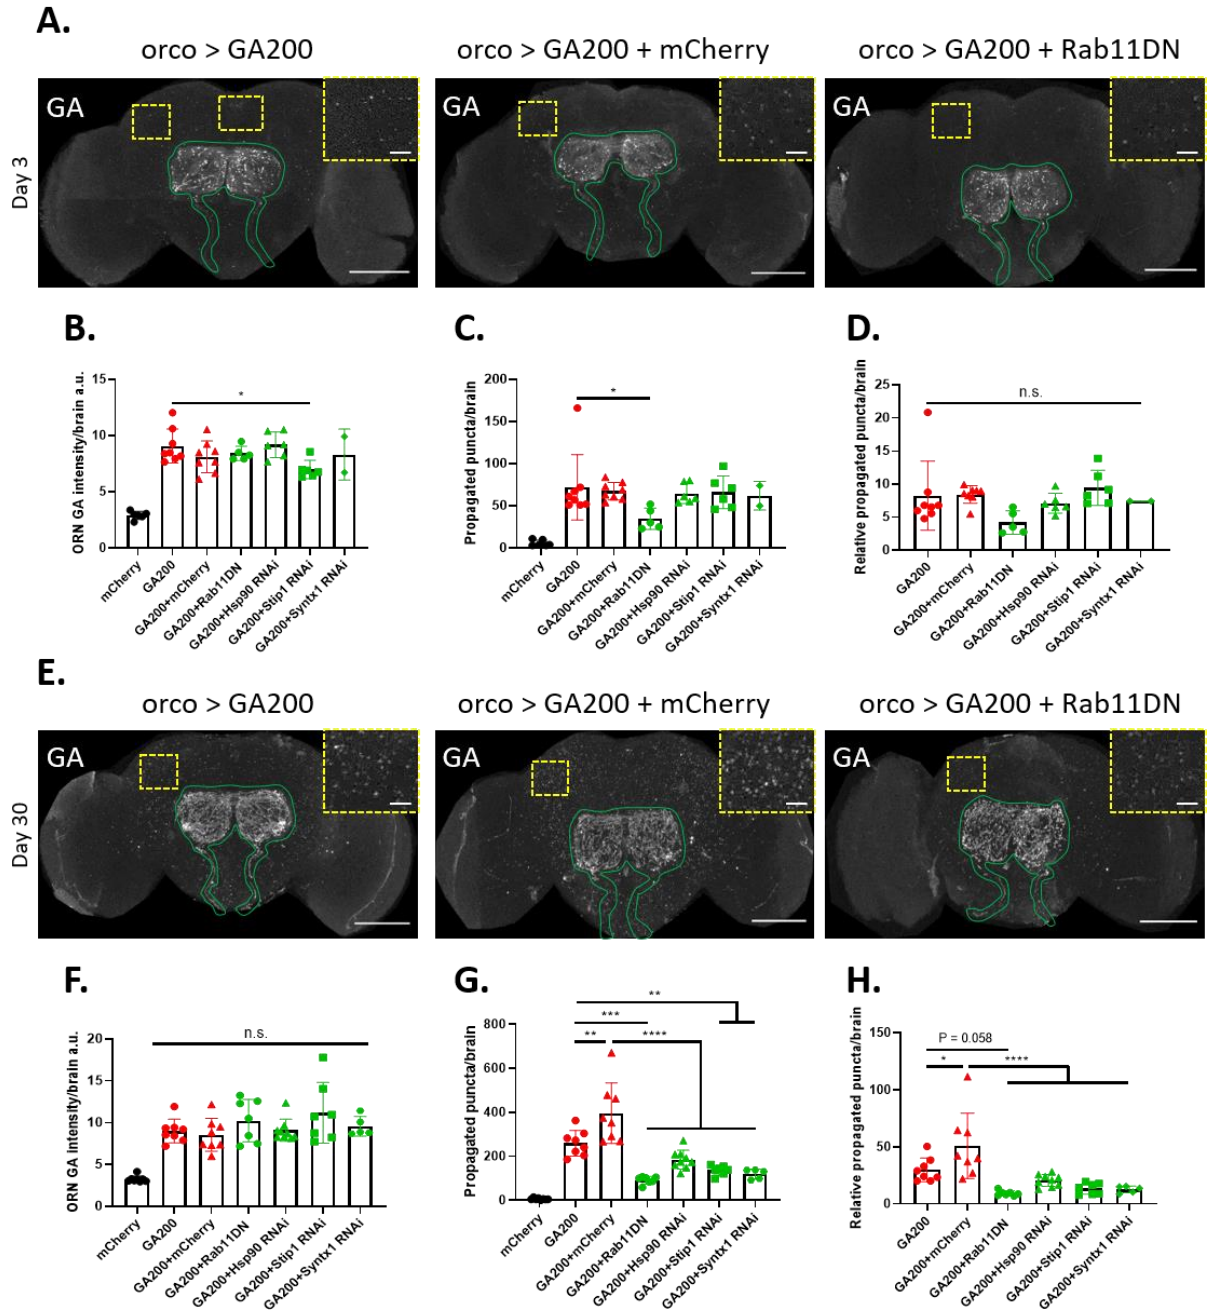 A.
orco > GA200
orco > GA200 + mCherry
orco > GA200 + Rab11DN
Day 3
GA
GA
GA
B.
ORN GA intensity/brain a.u.
15
10
5
0
*
mCherry
GA200
GA200+mCherry
GA200+Rab11DN
GA200+Hsp90 RNAi
GA200+Stip1 RNAi
GA200+Syntx1 RNAi
C.
Propagated puncta/brain
200
150
100
50
0
*
mCherry
GA200
GA200+mCherry
GA200+Rab11DN
GA200+Hsp90 RNAi
GA200+Stip1 RNAi
GA200+Syntx1 RNAi
D.
Relative propagated puncta/brain
25
20
15
10
5
0
n.s.
GA200
GA200+mCherry
GA200+Rab11DN
GA200+Hsp90 RNAi
GA200+Stip1 RNAi
GA200+Syntx1 RNAi
E.
orco > GA200
orco > GA200 + mCherry
orco > GA200 + Rab11DN
Day 30
GA
GA
GA
F.
ORN GA intensity/brain a.u.
20
15
10
5
0
n.s.
mCherry
GA200
GA200+mCherry
GA200+Rab11DN
GA200+Hsp90 RNAi
GA200+Stip1 RNAi
GA200+Syntx1 RNAi
G.
Propagated puncta/brain
800
600
400
200
0
**
***
** ****
mCherry
GA200
GA200+mCherry
GA200+Rab11DN
GA200+Hsp90 RNAi
GA200+Stip1 RNAi
GA200+Syntx1 RNAi
H.
Relative propagated puncta/brain
150
100
50
0
P = 0.058
* ****
GA200
GA200+mCherry
GA200+Rab11DN
GA200+Hsp90 RNAi
GA200+Stip1 RNAi
GA200+Syntx1 RNAi